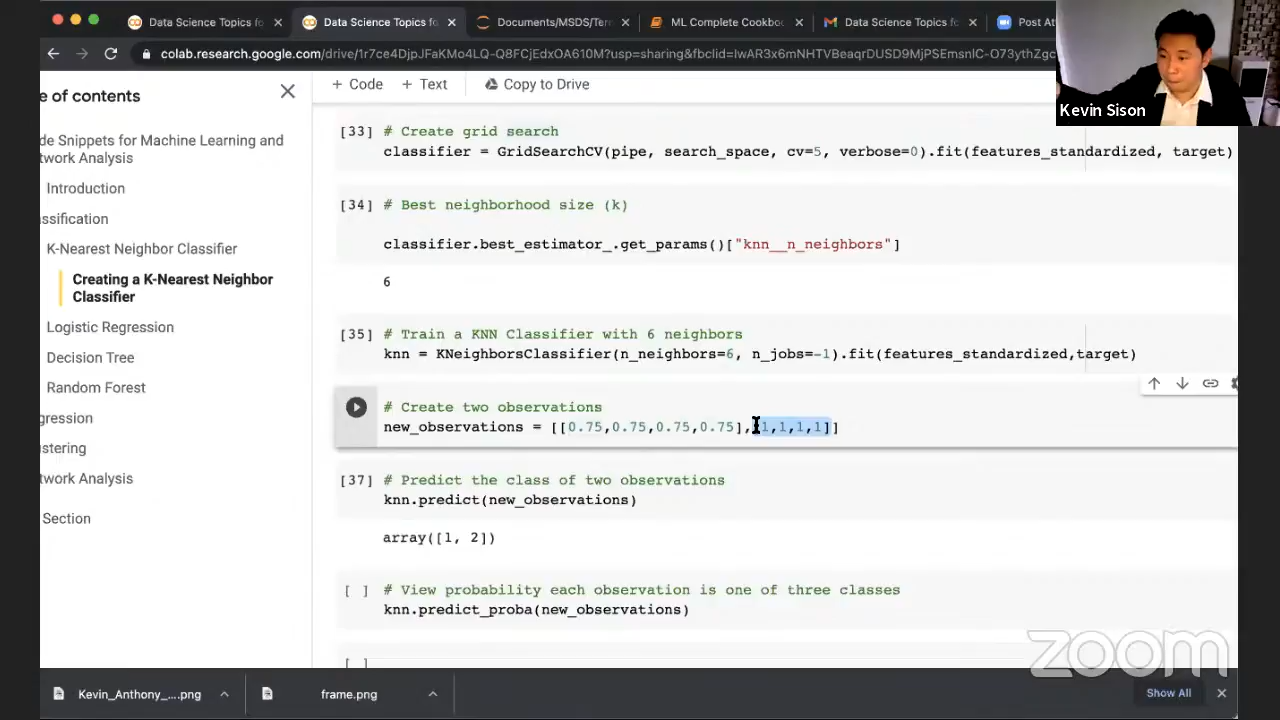 Data Science Topics fo
Data Science Topics fo
Documents/MSDS/Ter
ML Complete Cookbo
Data Science Topics fo
Post At
colab.research.google.com/drive/1r7ce4DjpJFaKMo4LQ-Q8FCjEdxOA610M?usp=sharing&fbclid=IwAR3x6mNHTVBeaqrDUSD9MjPSEmsnlC-O73ythZgc
Kevin Sison
e of contents
de Snippets for Machine Learning and
twork Analysis
Introduction
ssification
K-Nearest Neighbor Classifier
Creating a K-Nearest Neighbor
Classifier
Logistic Regression
Decision Tree
Random Forest
gression
stering
twork Analysis
Section
+ Code + Text Copy to Drive
[33] # Create grid search
classifier = GridSearchCV(pipe, search_space, cv=5, verbose=0).fit(features_standardized, target)
[34] # Best neighborhood size (k)
classifier.best_estimator_.get_params()["knn__n_neighbors"]
6
[35] # Train a KNN Classifier with 6 neighbors
knn = KNeighborsClassifier(n_neighbors=6, n_jobs=-1).fit(features_standardized,target)
# Create two observations
new_observations = [[0.75,0.75,0.75,0.75],[1,1,1,1]]
[37] # Predict the class of two observations
knn.predict(new_observations)
array([1, 2])
[ ] # View probability each observation is one of three classes
knn.predict_proba(new_observations)
[ ]
zoom
Kevin_Anthony_....png
frame.png
Show All